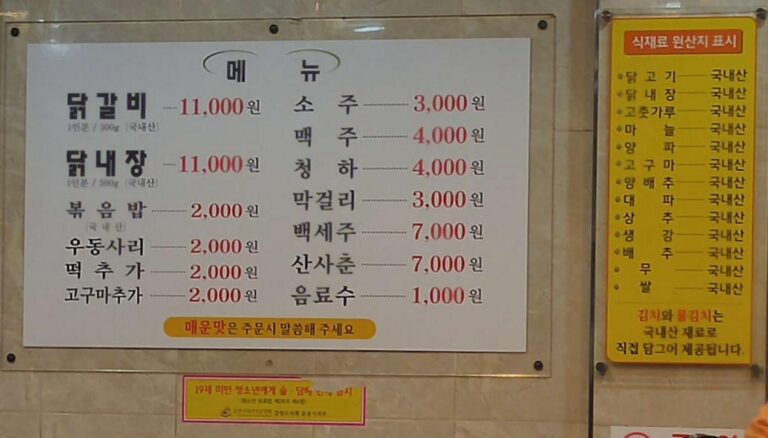 메 뉴
닭갈비 11,000원
1인분 / 300g (국내산)
닭내장 11,000원
1인분 / 300g (국내산)
볶음밥 2,000원
(국내산)
우동사리 2,000원
떡추가 2,000원
고구마추가 2,000원
소주 3,000원
맥주 4,000원
청하 4,000원
막걸리 3,000원
백세주 7,000원
산사춘 7,000원
음료수 1,000원
매운맛은 주문시 말씀해 주세요
19세 미만 청소년에게 술
식재료 원산지 표시
닭고기 국내산
닭내장 국내산
고춧가루 국내산
마늘 국내산
양파 국내산
고구마 국내산
양배추 국내산
대파 국내산
상추 국내산
생강 국내산
배추 국내산
무 국내산
쌀 국내산
김치와 물김치는
국내산 재료로
직접 담그어 제공됩니다.